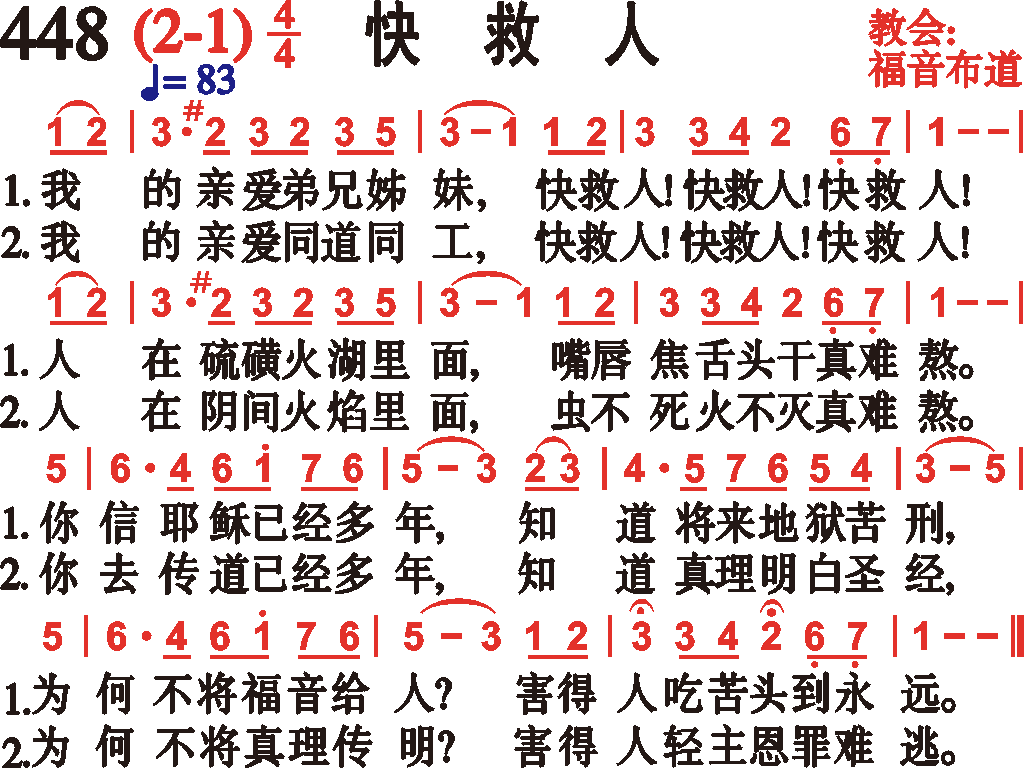 448 (2-1) 4/4 快 救 人 教会:
♩= 83 福音布道
1 2 | 3 · #2 3 2 3 5 | 3 – 1 1 2 | 3 3 4 2 6 7 | 1 – – |
1. 我 的 亲 爱弟兄姊 妹, 快救人! 快救人! 快 救 人!
2. 我 的 亲 爱同道同 工, 快救人! 快救人! 快 救 人!
1 2 | 3 · #2 3 2 3 5 | 3 – 1 1 2 | 3 3 4 2 6 7 | 1 – – |
1. 人 在 硫磺火湖里 面, 嘴唇 焦舌头干真难 熬。
2. 人 在 阴间火焰里 面, 虫不 死火不灭真难 熬。
5 | 6 · 4 6 1 7 6 | 5 – 3 2 3 | 4 · 5 7 6 5 4 | 3 – 5 |
1. 你 信 耶 稣已经多 年, 知 道 将来地狱苦 刑,
2. 你 去 传 道已经多 年, 知 道 真理明白圣 经,
5 | 6 · 4 6 1 7 6 | 5 – 3 1 2 | 3 3 4 2 6 7 | 1 – – ‖
1.为 何 不将福音给 人? 害得 人吃苦头到永 远。
2.为 何 不将真理传 明? 害得 人轻主恩罪难 逃。